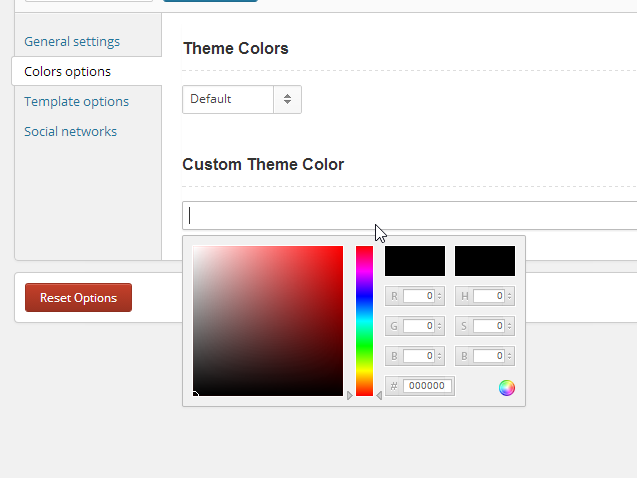 General settings
Colors options
Template options
Social networks
Theme Colors
Default
Custom Theme Color
Reset Options
R 0 H 0
G 0 S 0
B 0 B 0
# 000000